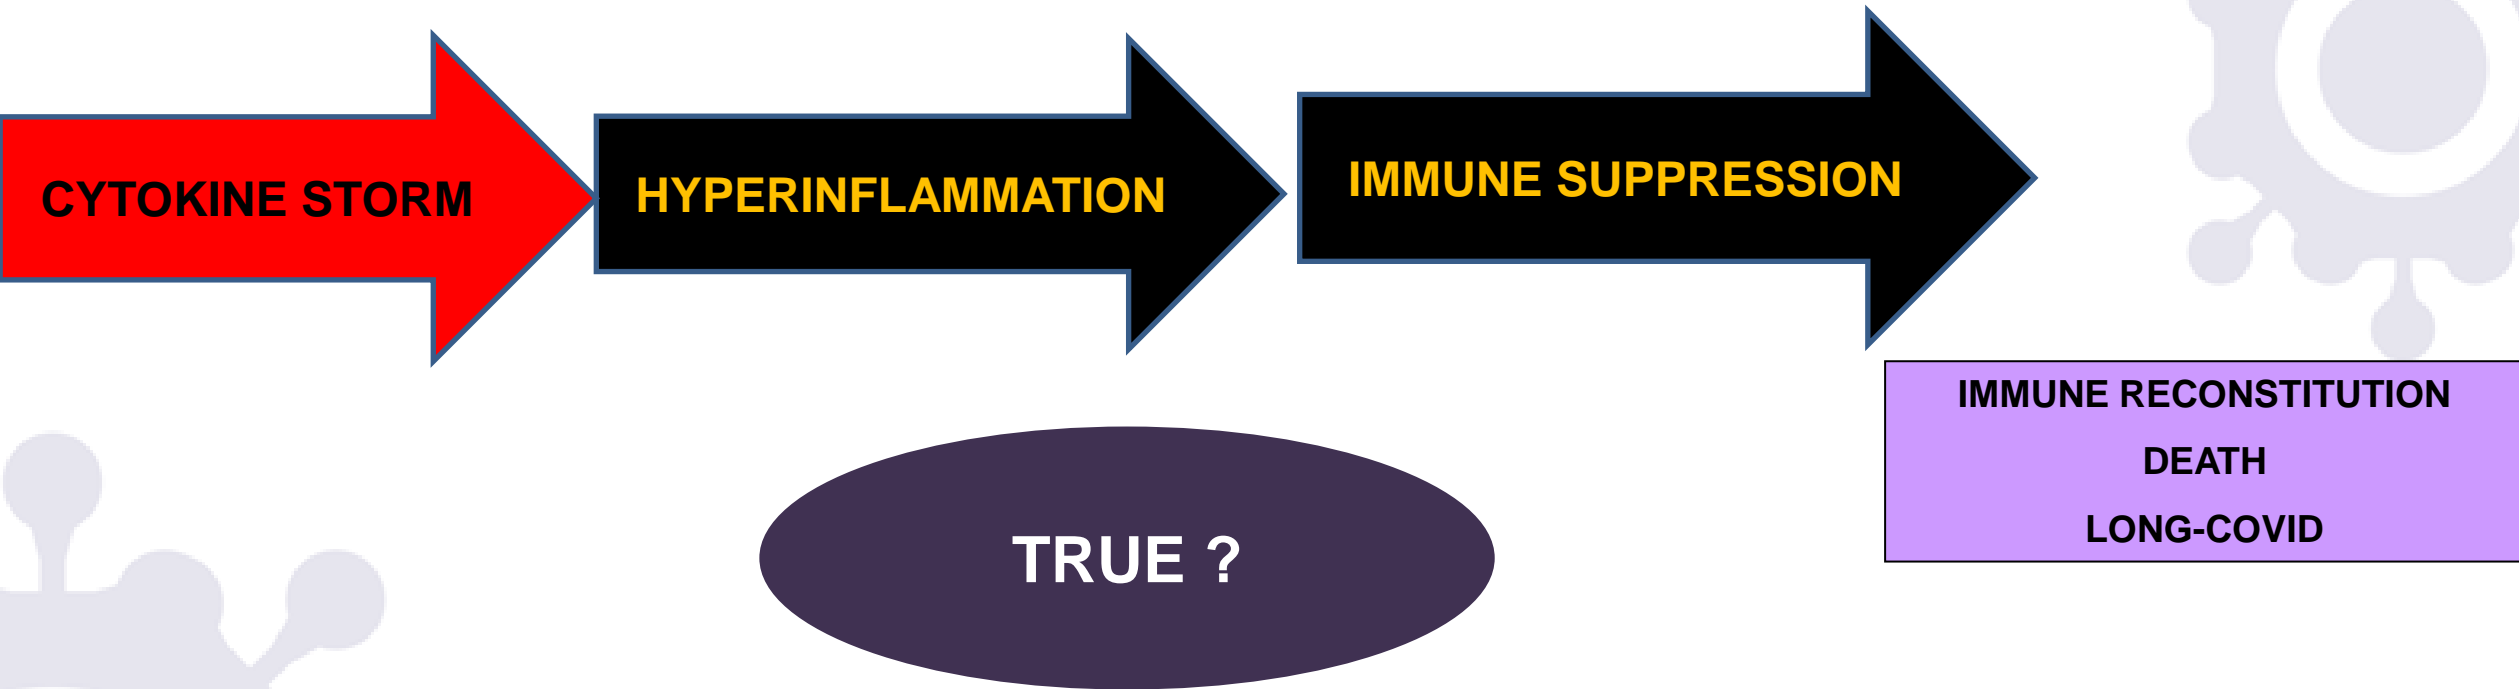 CYTOKINE STORM
HYPERINFLAMMATION
IMMUNE SUPPRESSION
IMMUNE RECONSTITUTION
DEATH
LONG-COVID
TRUE ?